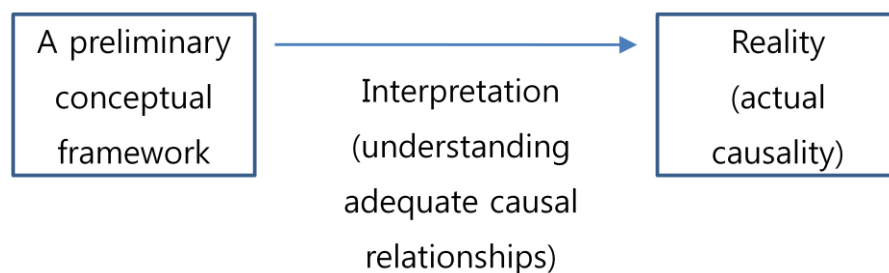 A preliminary
conceptual
framework
Interpretation
(understanding
adequate causal
relationships)
Reality
(actual
causality)